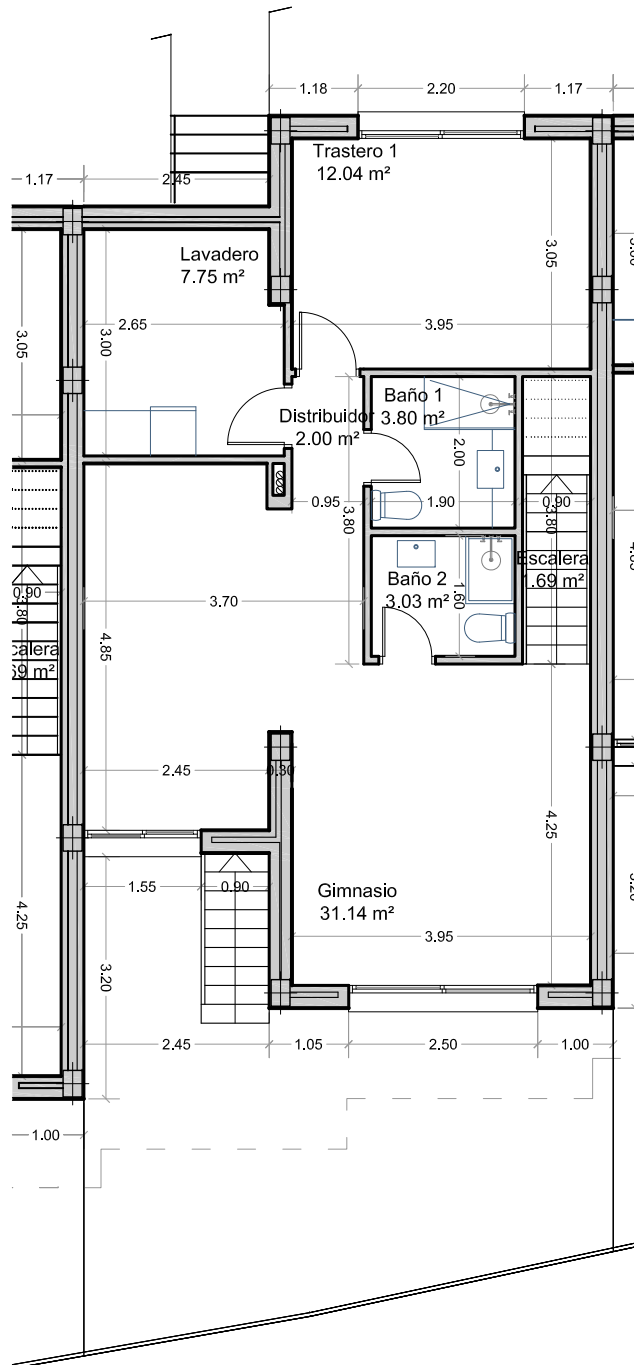 1.18
2.20
1.17
Trastero 1
12.04 m²
1.17
2.45
Lavadero
7.75 m²
3.05
2.65
3.95
3.05
3.00
Baño 1
3.80 m²
Distribuidor
2.00 m²
2.00
0.95
1.90
0.90
3.80
3.80
Escalera
1.69 m²
Baño 2
3.03 m²
1.60
0.90
3.80
3.70
4.85
calera
69 m²
2.45
0.30
4.25
1.55
0.90
Gimnasio
31.14 m²
4.25
3.95
3.20
2.45
1.05
2.50
1.00
1.00